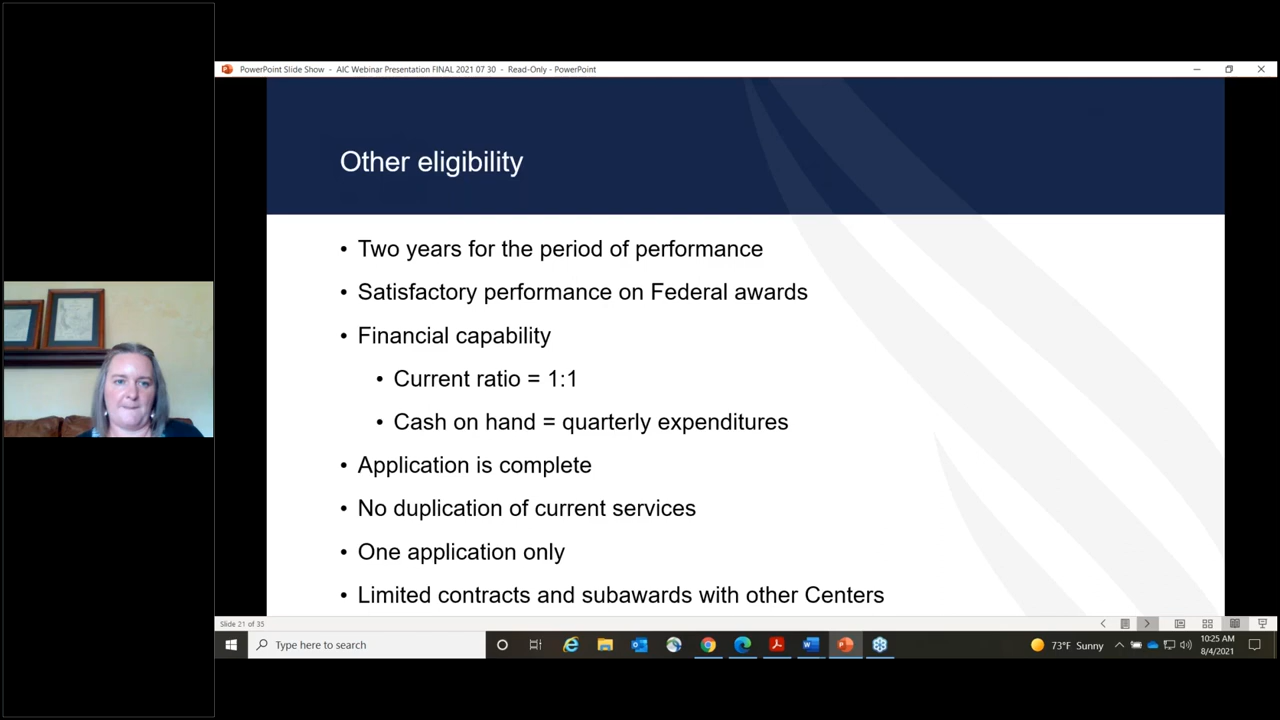 PowerPoint Slide Show - AIC Webinar Presentation FINAL 2021 07 30 - Read-Only - PowerPoint
Other eligibility
• Two years for the period of performance
• Satisfactory performance on Federal awards
• Financial capability
• Current ratio = 1:1
• Cash on hand = quarterly expenditures
• Application is complete
• No duplication of current services
• One application only
• Limited contracts and subawards with other Centers
Slide 21 of 35
Type here to search
73°F Sunny
10:25 AM
8/4/2021